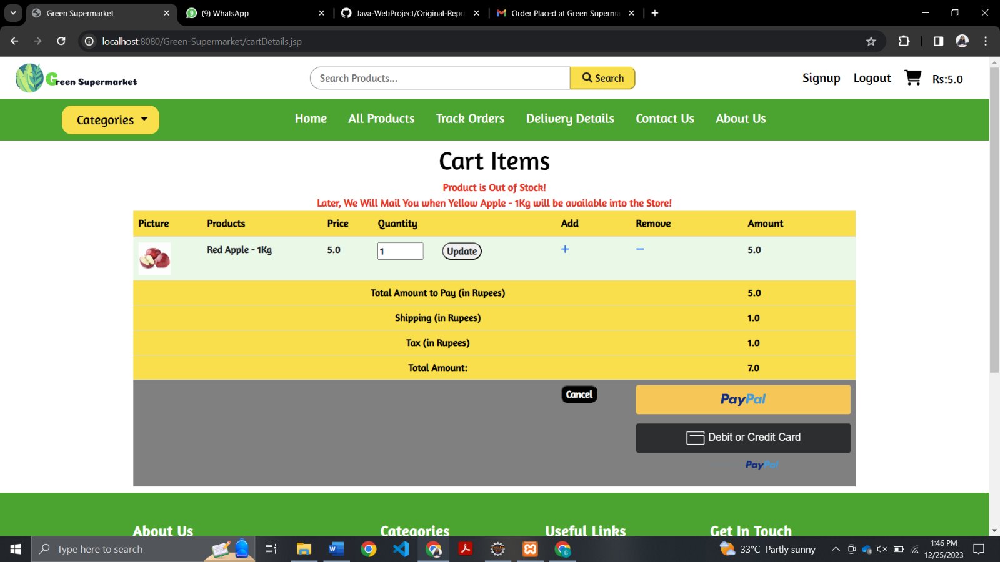 Green Supermarket
(9) WhatsApp
Java-WebProject/Original-Repo
Order Placed at Green Superma
localhost:8080/Green-Supermarket/cartDetails.jsp
Green Supermarket
Search Products...
Search
Signup
Logout
Rs:5.0
Categories
Home
All Products
Track Orders
Delivery Details
Contact Us
About Us
Cart Items
Product is Out of Stock!
Later, We Will Mail You when Yellow Apple - 1Kg will be available into the Store!
Picture Products Price Quantity Add Remove Amount
Red Apple - 1Kg 5.0 1 Update + − 5.0
Total Amount to Pay (in Rupees) 5.0
Shipping (in Rupees) 1.0
Tax (in Rupees) 1.0
Total Amount: 7.0
Cancel
PayPal
Debit or Credit Card
PayPal
About Us
Categories
Useful Links
Get In Touch
Type here to search
33°C Partly sunny
1:46 PM
12/25/2023